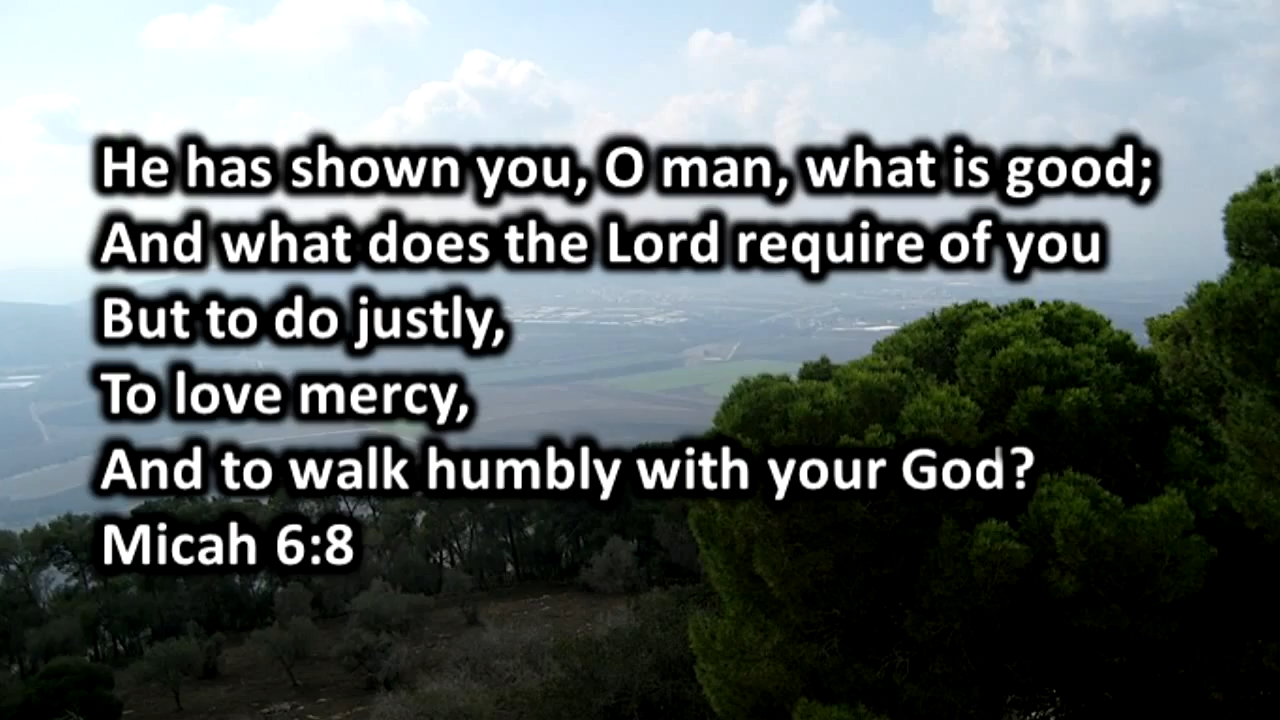 He has shown you, O man, what is good;
And what does the Lord require of you
But to do justly,
To love mercy,
And to walk humbly with your God?
Micah 6:8